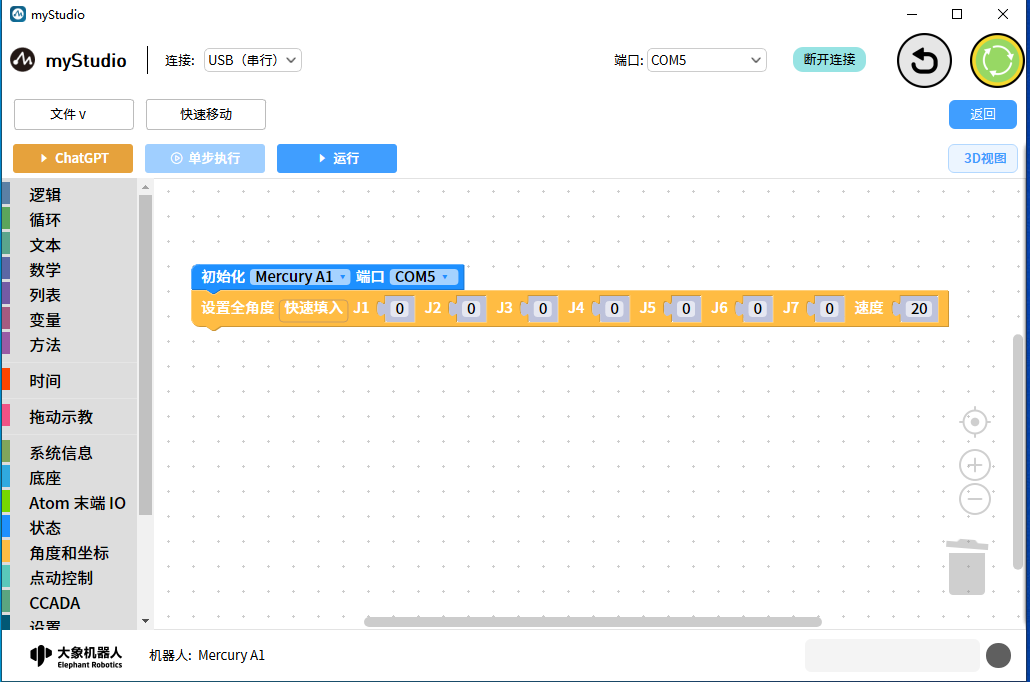 myStudio
myStudio 连接: USB（串行） 端口: COM5 断开连接
文件 v 快速移动 返回
ChatGPT 单步执行 运行 3D视图
逻辑
循环
文本
数学
列表
变量
方法
时间
拖动示教
系统信息
底座
Atom 末端 IO
状态
角度和坐标
点动控制
CCADA
设置
初始化 Mercury A1 端口 COM5
设置全角度 快速填入 J1 0 J2 0 J3 0 J4 0 J5 0 J6 0 J7 0 速度 20
大象机器人
Elephant Robotics
机器人: Mercury A1